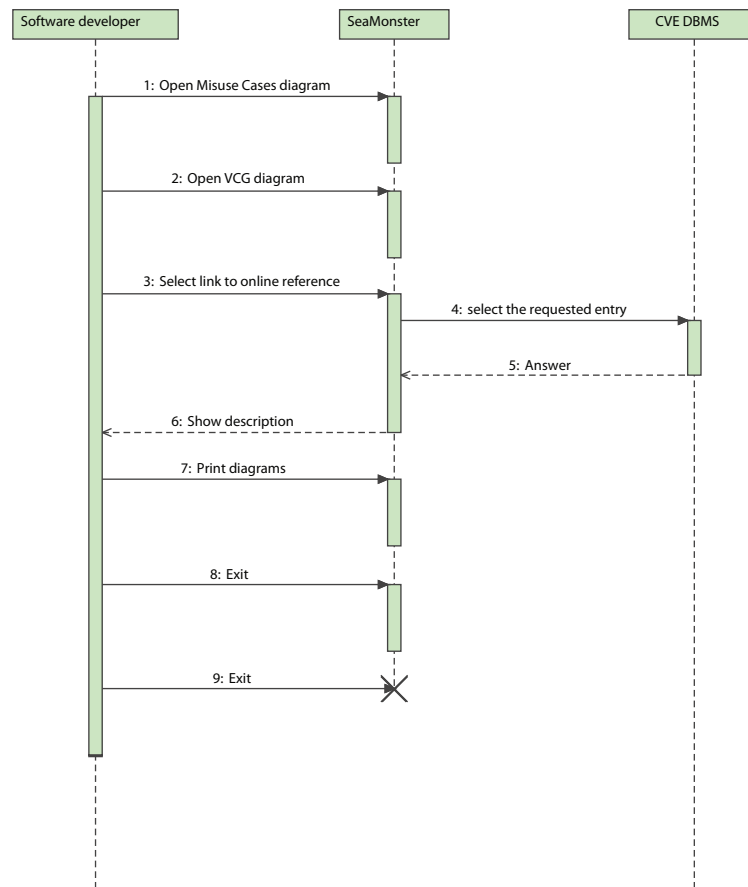 Software developer
SeaMonster
CVE DBMS
1: Open Misuse Cases diagram
2: Open VCG diagram
3: Select link to online reference
4: select the requested entry
5: Answer
6: Show description
7: Print diagrams
8: Exit
9: Exit